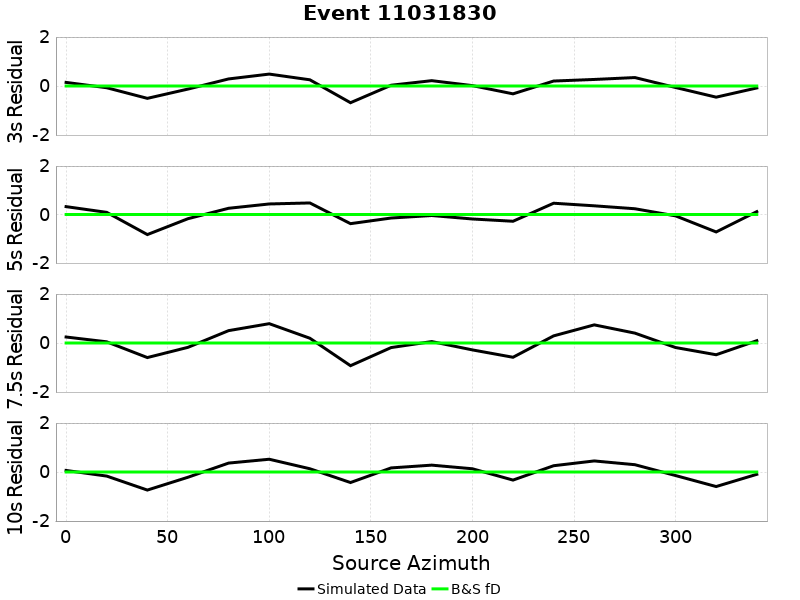 Event 11031830
3s Residual
2
0
-2
5s Residual
2
0
-2
7.5s Residual
2
0
-2
10s Residual
2
0
-2
0 50 100 150 200 250 300
Source Azimuth
Simulated Data B&S fD